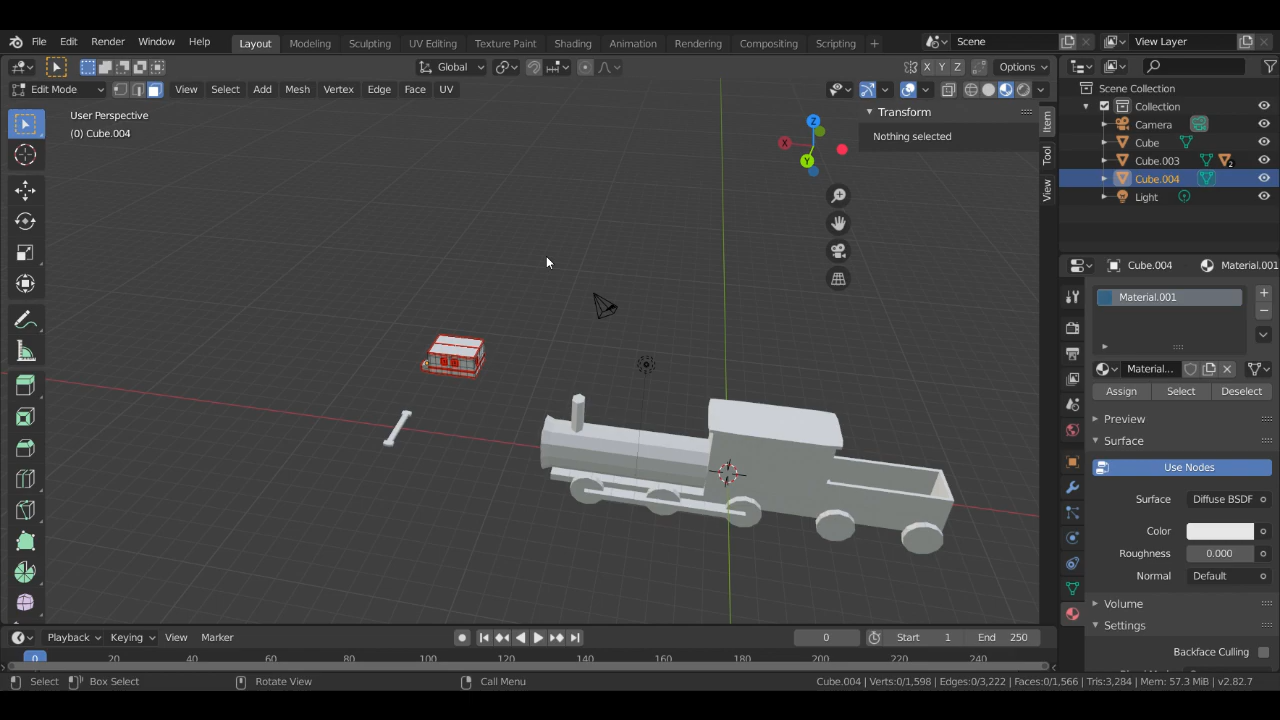 File Edit Render Window Help Layout Modeling Sculpting UV Editing Texture Paint Shading Animation Rendering Compositing Scripting + Scene View Layer
Global X Y Z Options
Edit Mode View Select Add Mesh Vertex Edge Face UV
User Perspective
(0) Cube.004
Transform
Nothing selected
Item
Tool
View
X
Y
Z
Scene Collection
Collection
Camera
Cube
Cube.003 2
Cube.004
Light
Cube.004 Material.001
Material.001
Material...
Assign Select Deselect
Preview
Surface
Use Nodes
Surface Diffuse BSDF
Color
Roughness 0.000
Normal Default
Volume
Settings
Backface Culling
Playback Keying View Marker 0 Start 1 End 250
0 20 40 60 80 100 120 140 160 180 200 220 240
Select Box Select Rotate View Call Menu Cube.004 | Verts:0/1,598 | Edges:0/3,222 | Faces:0/1,566 | Tris:3,284 | Mem: 57.3 MiB | v2.82.7